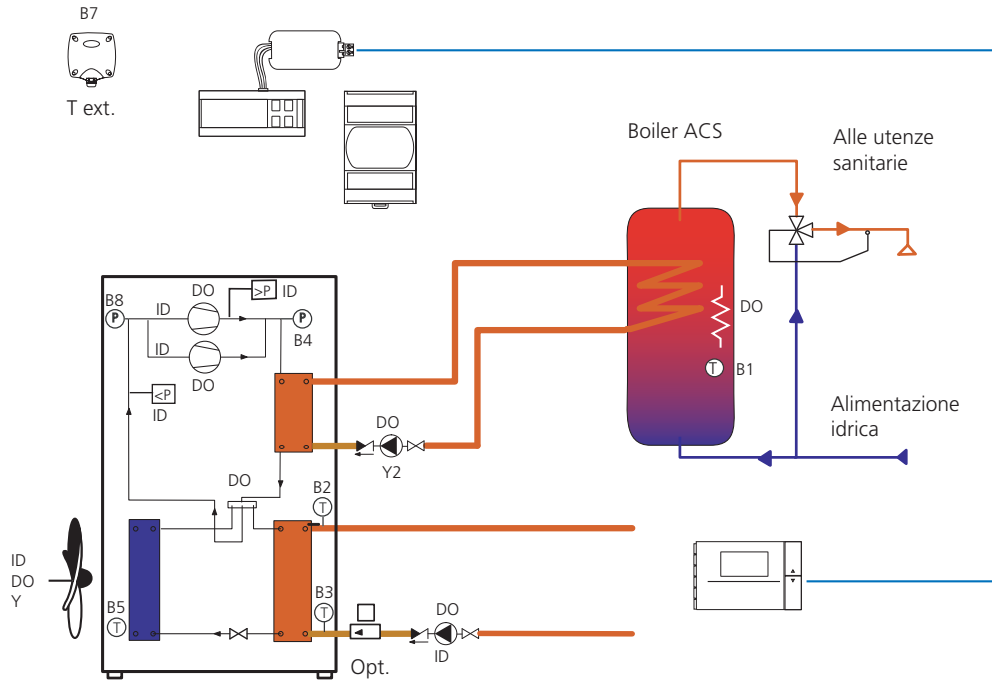 B7
T ext.
Boiler ACS
Alle utenze
sanitarie
DO
T B1
Alimentazione
idrica
B8
P
ID
DO
>P ID
P
B4
ID
DO
<P
ID
DO
Y2
DO
B2
T
ID
DO
Y
B5
T
B3
T
DO
ID
Opt.